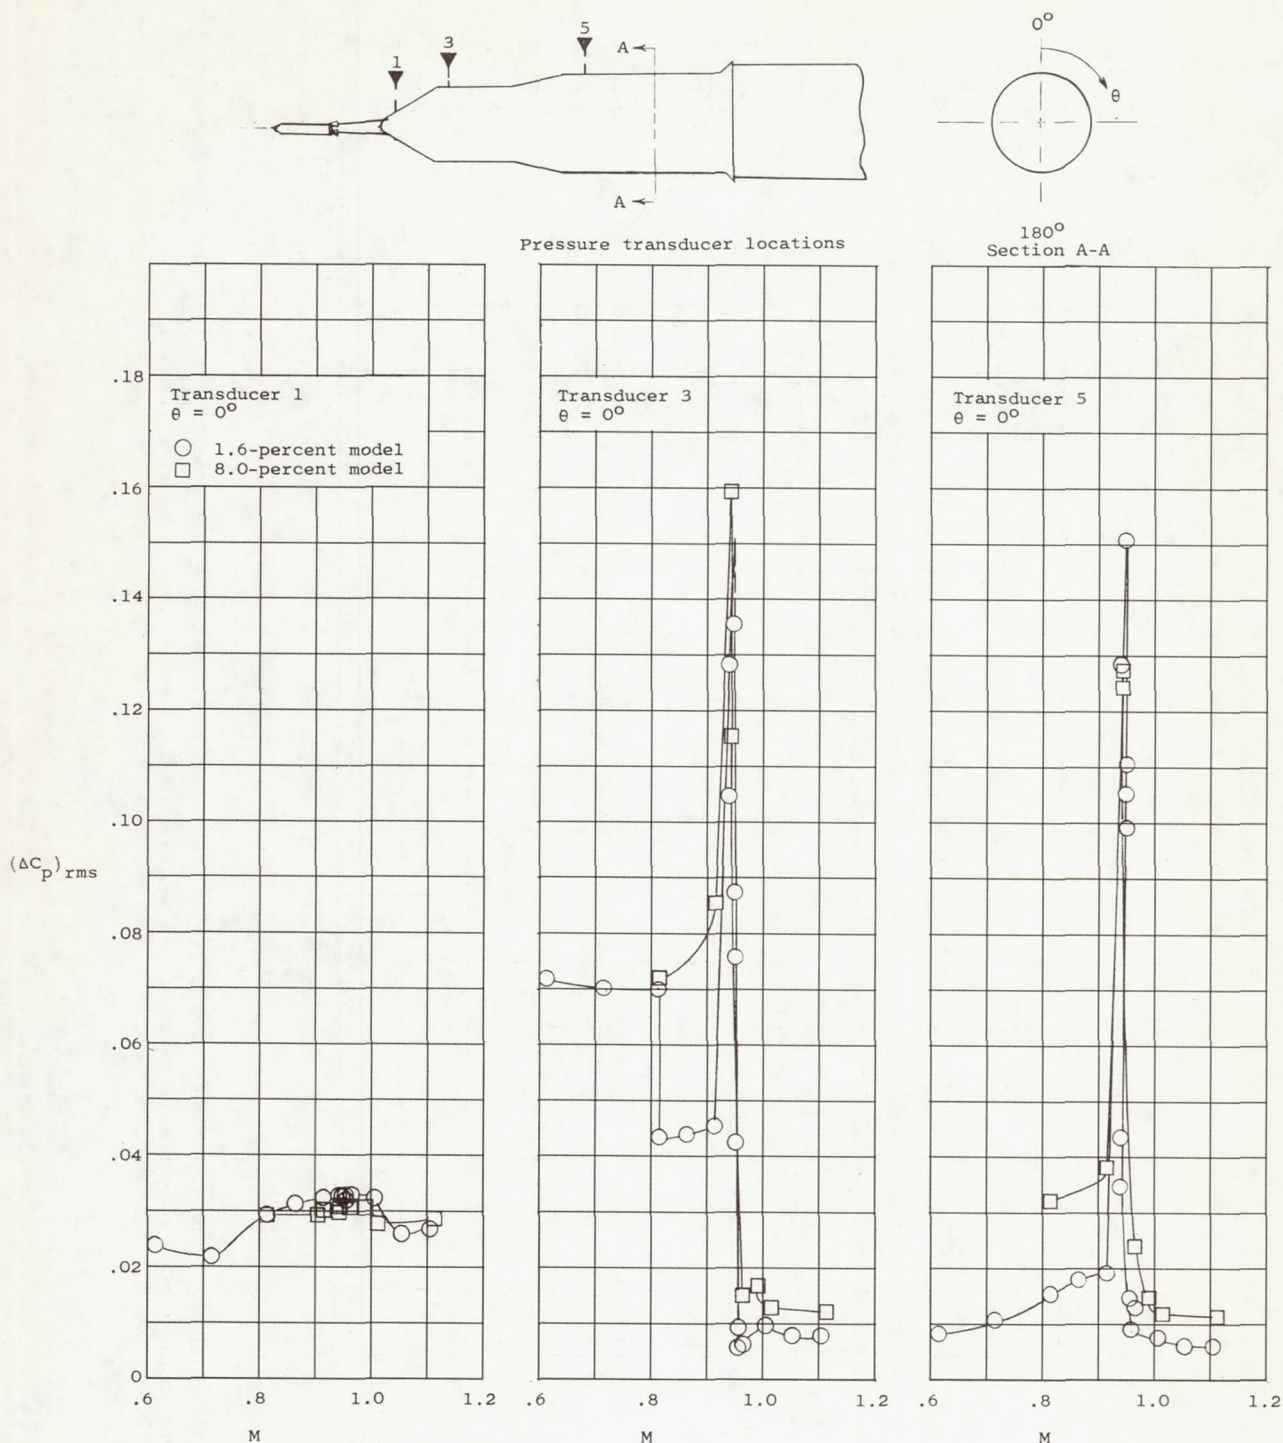 0°
5
A
3
1
θ
A
180°
Pressure transducer locations
Section A-A
.18
.16
.14
.12
.10
.08
.06
.04
.02
0
(ΔCp)rms
Transducer 1
θ = 0°
1.6-percent model
8.0-percent model
Transducer 3
θ = 0°
Transducer 5
θ = 0°
.6 .8 1.0 1.2
M
.6 .8 1.0 1.2
M
.6 .8 1.0 1.2
M